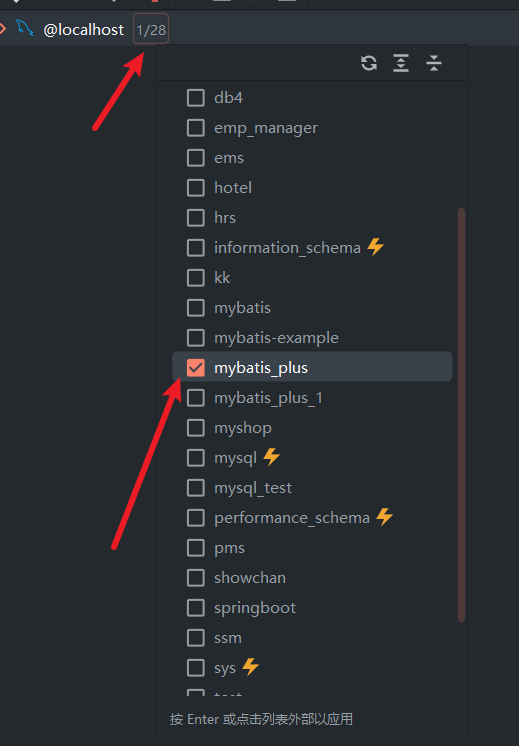 @localhost 1/28
db4
emp_manager
ems
hotel
hrs
information_schema
kk
mybatis
mybatis-example
mybatis_plus
mybatis_plus_1
myshop
mysql
mysql_test
performance_schema
pms
showchan
springboot
ssm
sys
按 Enter 或点击列表外部以应用